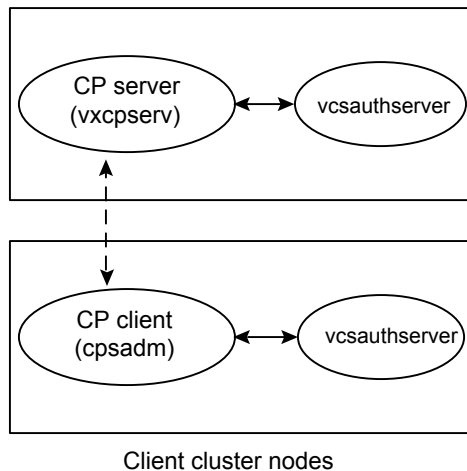 CP server
(vxcpserv)
vcsauthserver
CP client
(cpsadm)
vcsauthserver
Client cluster nodes